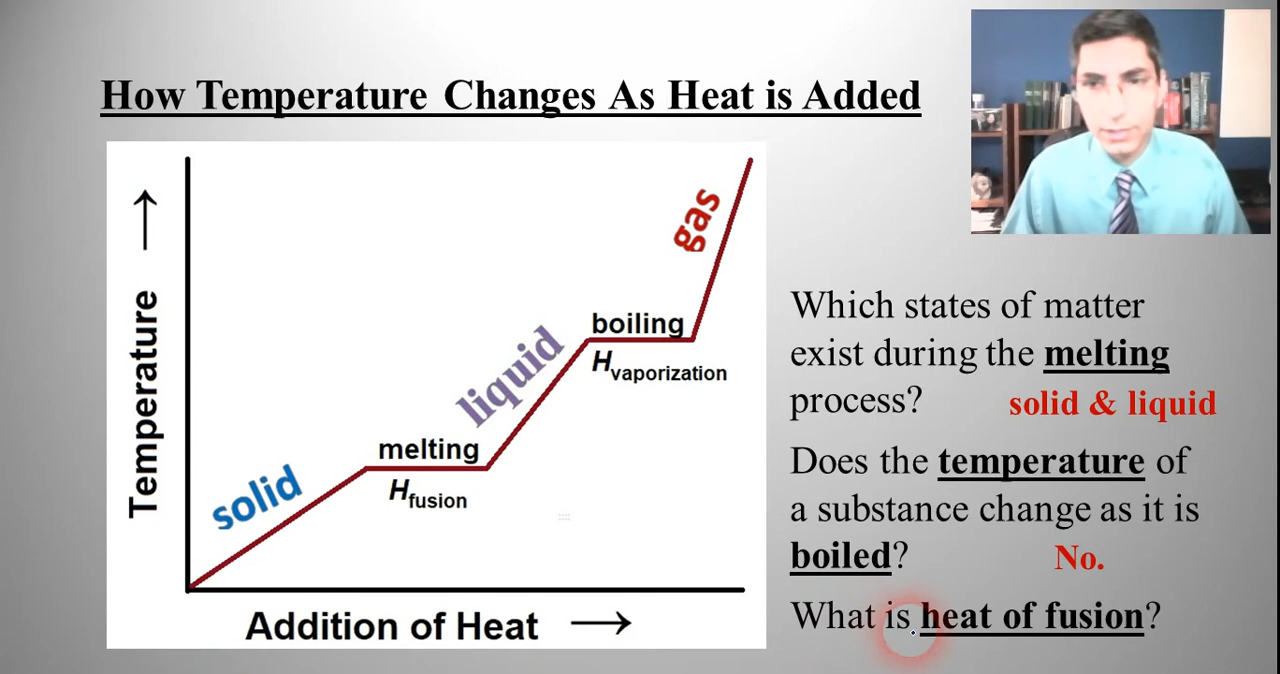 How Temperature Changes As Heat is Added
Temperature →
gas
boiling
Hvaporization
liquid
melting
Hfusion
solid
Addition of Heat →
Which states of matter
exist during the melting
process? solid & liquid
Does the temperature of
a substance change as it is
boiled? No.
What is heat of fusion?